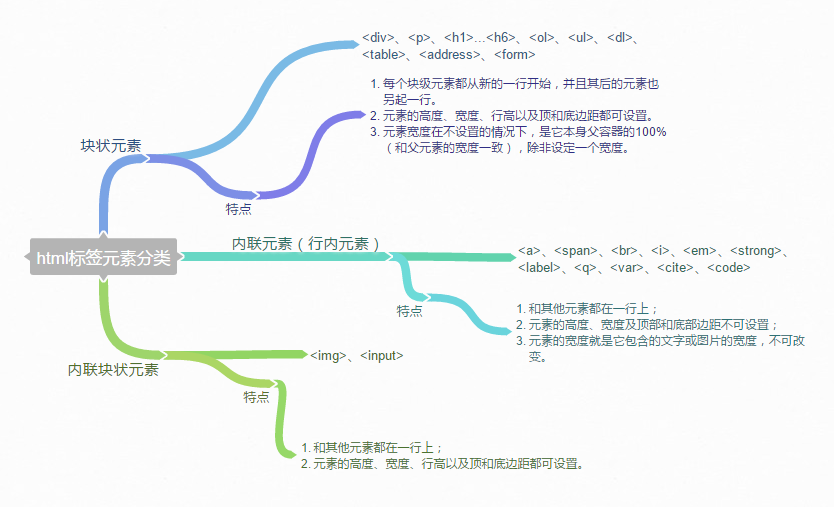 <div>、<p>、<h1>...<h6>、<ol>、<ul>、<dl>、
<table>、<address>、<form>
1. 每个块级元素都从新的一行开始，并且其后的元素也
另起一行。
2. 元素的高度、宽度、行高以及顶和底边距都可设置。
3. 元素宽度在不设置的情况下，是它本身父容器的100%
（和父元素的宽度一致），除非设定一个宽度。
块状元素
特点
html标签元素分类
内联元素（行内元素）
<a>、<span>、<br>、<i>、<em>、<strong>、
<label>、<q>、<var>、<cite>、<code>
特点
1. 和其他元素都在一行上；
2. 元素的高度、宽度及顶部和底部边距不可设置；
3. 元素的宽度就是它包含的文字或图片的宽度，不可改
变。
内联块状元素
<img>、<input>
特点
1. 和其他元素都在一行上；
2. 元素的高度、宽度、行高以及顶和底边距都可设置。